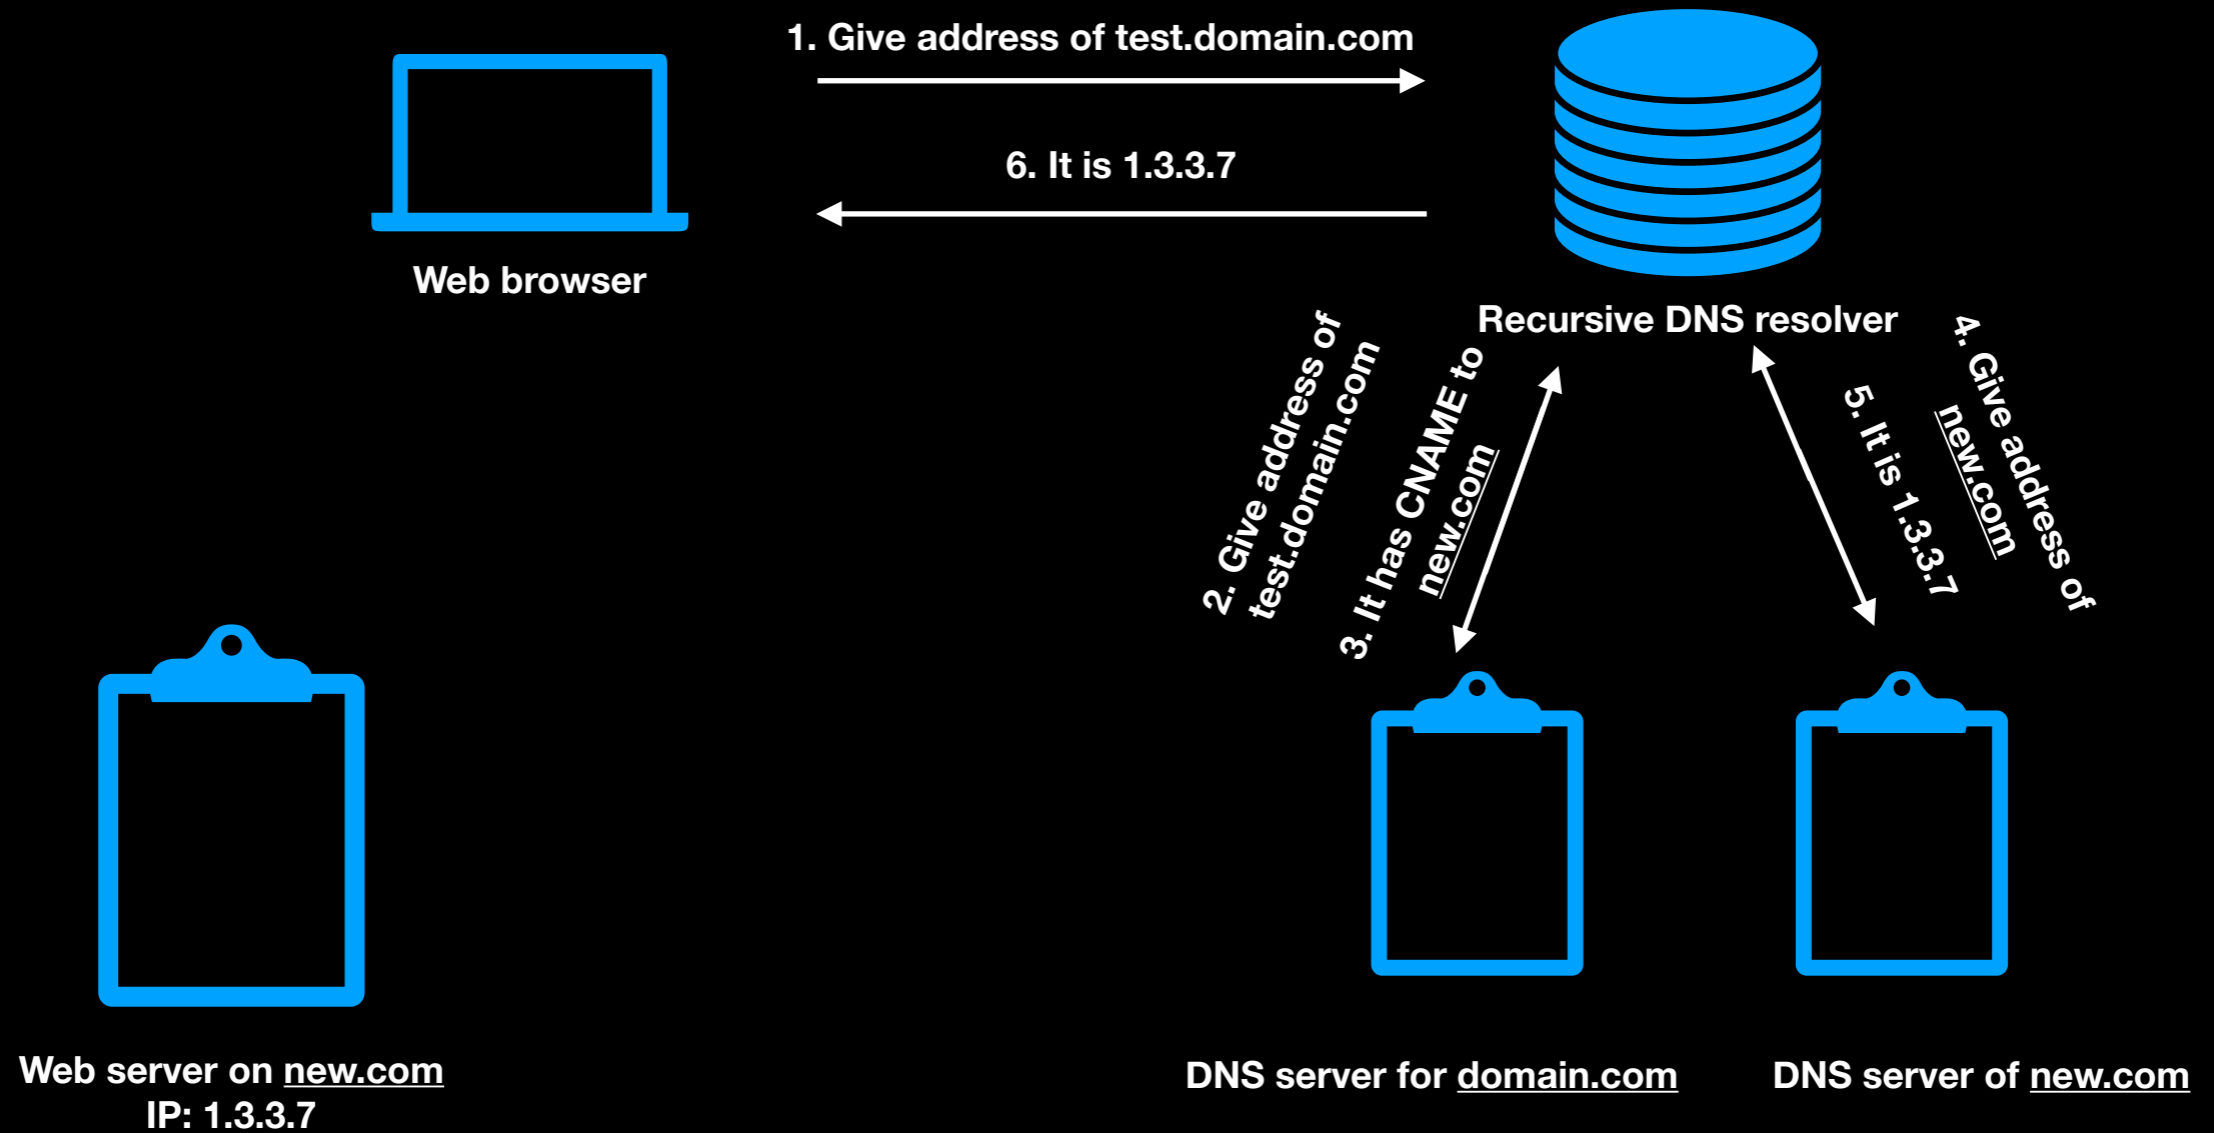 1. Give address of test.domain.com
6. It is 1.3.3.7
Web browser
Recursive DNS resolver
2. Give address of
test.domain.com
3. It has CNAME to
new.com
4. Give address of
new.com
5. It is 1.3.3.7
Web server on new.com
IP: 1.3.3.7
DNS server for domain.com
DNS server of new.com